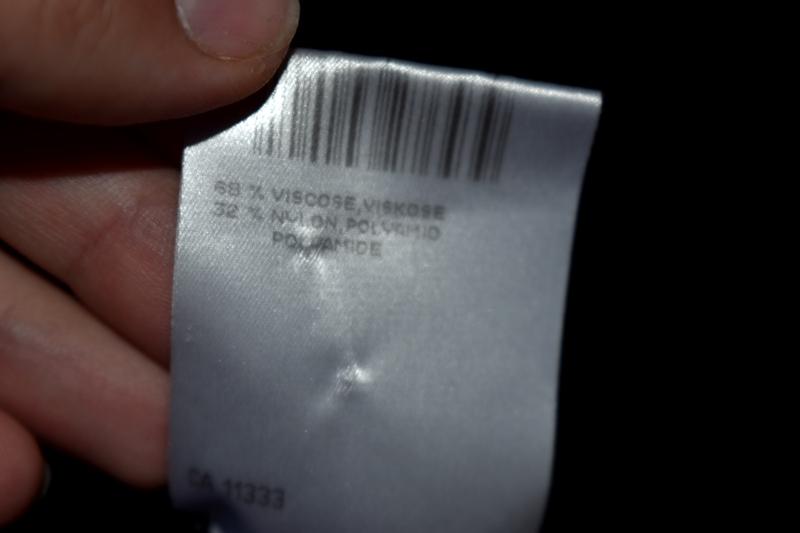 68 % VISCOSE,VISKOSE
32 % NYLON,POLYAMID
POLYAMIDE
CA 11333